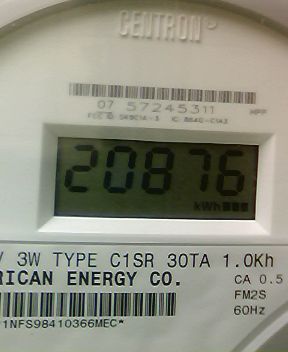 CENTRON®
07 57245311
20876
kWh
V 3W TYPE C1SR 30TA 1.0Kh
RICAN ENERGY CO.
CA 0.5
FM2S
60Hz
1NFS98410366MEC*